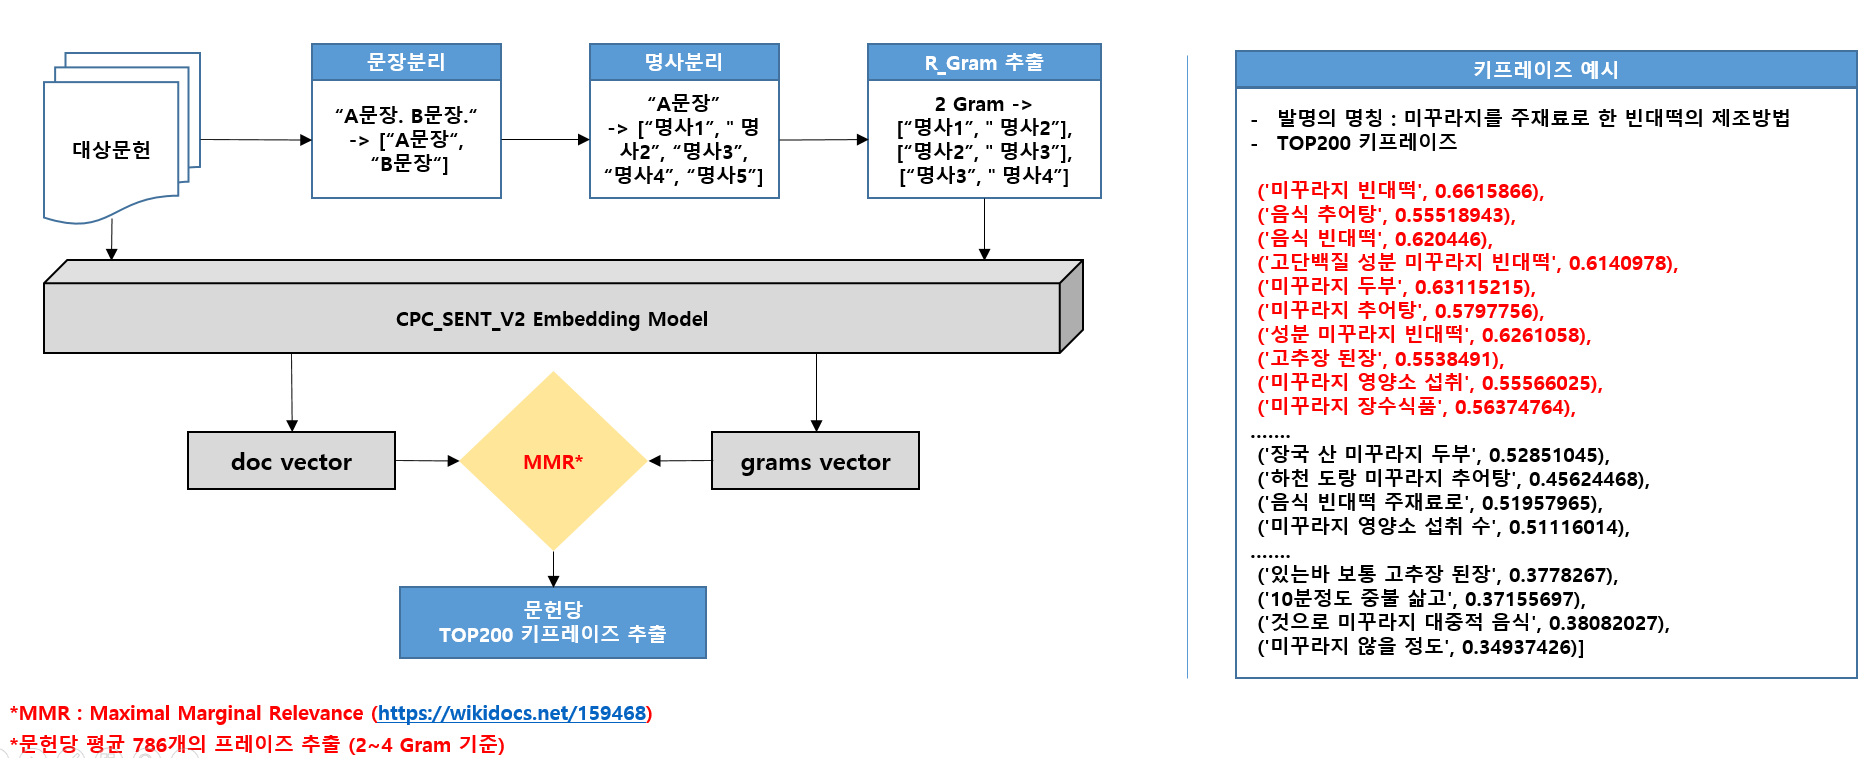 대상문헌
문장분리
“A문장. B문장.“
-> [“A문장“,
“B문장“]
명사분리
“A문장”
-> [“명사1”, " 명
사2”, “명사3”,
“명사4”, “명사5”]
R_Gram 추출
2 Gram ->
[“명사1”, " 명사2”],
[“명사2”, " 명사3”],
[“명사3”, " 명사4”]
CPC_SENT_V2 Embedding Model
doc vector
MMR*
grams vector
문헌당
TOP200 키프레이즈 추출
*MMR : Maximal Marginal Relevance (https://wikidocs.net/159468)
*문헌당 평균 786개의 프레이즈 추출 (2~4 Gram 기준)
키프레이즈 예시
- 발명의 명칭 : 미꾸라지를 주재료로 한 빈대떡의 제조방법
- TOP200 키프레이즈
('미꾸라지 빈대떡', 0.6615866),
('음식 추어탕', 0.55518943),
('음식 빈대떡', 0.620446),
('고단백질 성분 미꾸라지 빈대떡', 0.6140978),
('미꾸라지 두부', 0.63115215),
('미꾸라지 추어탕', 0.5797756),
('성분 미꾸라지 빈대떡', 0.6261058),
('고추장 된장', 0.5538491),
('미꾸라지 영양소 섭취', 0.55566025),
('미꾸라지 장수식품', 0.56374764),
.......
('장국 산 미꾸라지 두부', 0.52851045),
('하천 도랑 미꾸라지 추어탕', 0.45624468),
('음식 빈대떡 주재료로', 0.51957965),
('미꾸라지 영양소 섭취 수', 0.51116014),
.......
('있는바 보통 고추장 된장', 0.3778267),
('10분정도 중불 삶고', 0.37155697),
('것으로 미꾸라지 대중적 음식', 0.38082027),
('미꾸라지 않을 정도', 0.34937426)]